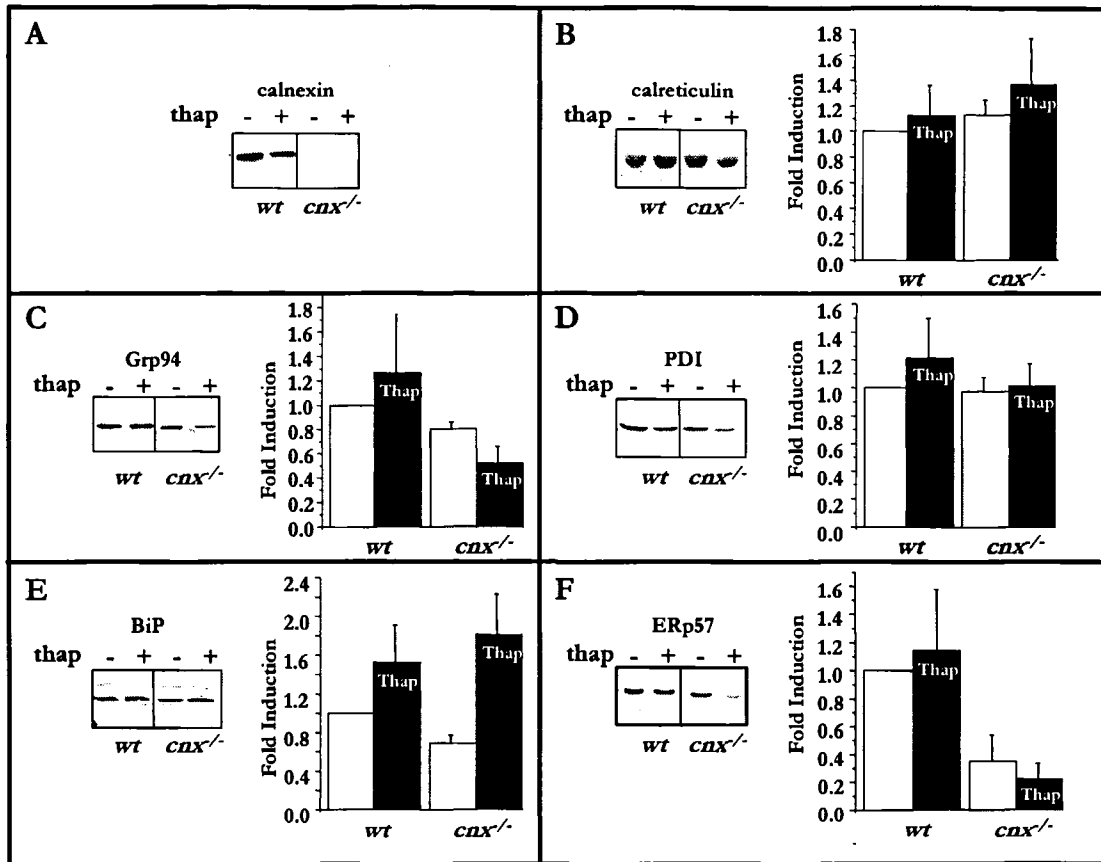 A
calnexin
thap - + - +
wt cnx-/-
B
calreticulin
thap - + - +
wt cnx-/-
Fold Induction
1.8
1.6
1.4
1.2
1.0
0.8
0.6
0.4
0.2
0.0
Thap
Thap
wt cnx-/-
C
Grp94
thap - + - +
wt cnx-/-
Fold Induction
1.8
1.6
1.4
1.2
1.0
0.8
0.6
0.4
0.2
0.0
Thap
Thap
wt cnx-/-
D
PDI
thap - + - +
wt cnx-/-
Fold Induction
1.6
1.4
1.2
1.0
0.8
0.6
0.4
0.2
0.0
Thap
Thap
wt cnx-/-
E
BiP
thap - + - +
wt cnx-/-
Fold Induction
2.4
2.0
1.6
1.2
0.8
0.4
0.0
Thap
Thap
wt cnx-/-
F
ERp57
thap - + - +
wt cnx-/-
Fold Induction
1.6
1.4
1.2
1.0
0.8
0.6
0.4
0.2
0.0
Thap
Thap
wt cnx-/-